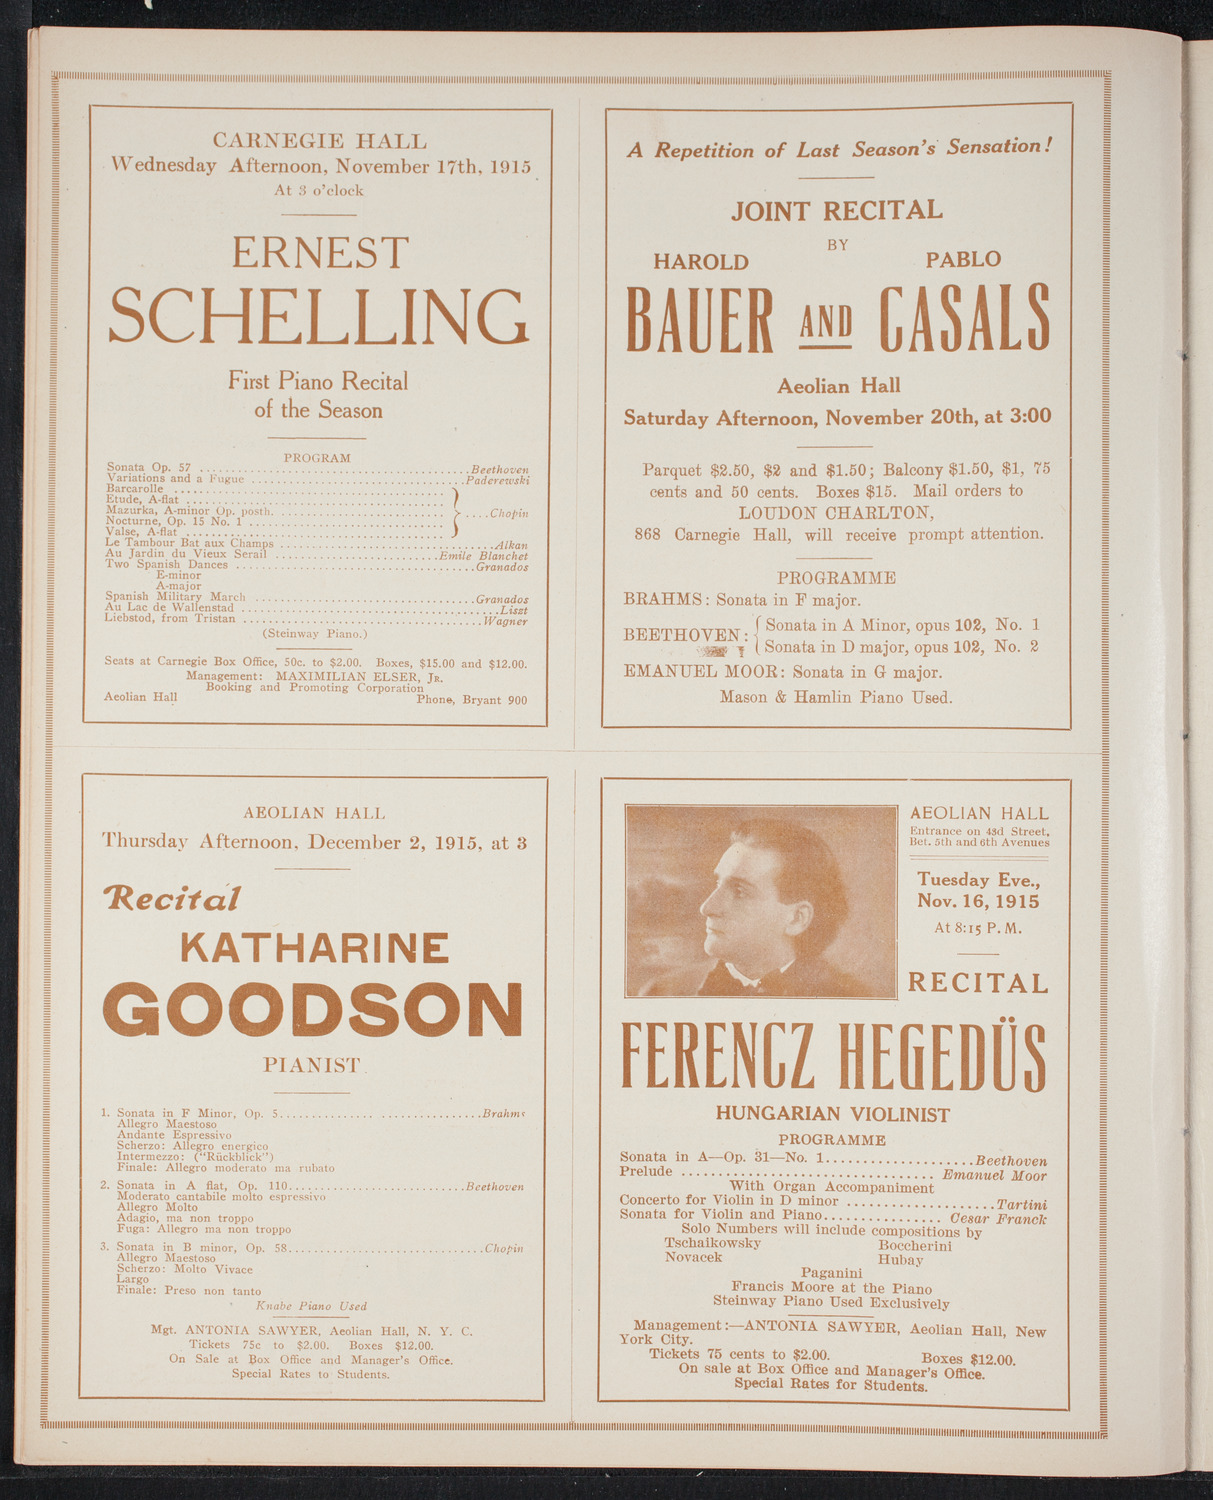 CARNEGIE HALL
Wednesday Afternoon, November 17th, 1915
At 3 o'clock
ERNEST
SCHELLING
First Piano Recital
of the Season
PROGRAM
Sonata Op. 57 ........ Beethoven
Variations and a Fugue ........ Paderewski
Barcarolle ........
Etude, A-flat ........
Mazurka, A-minor Op. posth. ........ Chopin
Nocturne, Op. 15 No. 1 ........
Valse, A-flat ........
Le Tambour Bat aux Champs ........ Alkan
Au Jardin du Vieux Serail ........ Emile Blanchet
Two Spanish Dances ........ Granados
E-minor
A-major
Spanish Military March ........ Granados
Au Lac de Wallenstad ........ Liszt
Liebstod, from Tristan ........ Wagner
(Steinway Piano.)
Seats at Carnegie Box Office, 50c. to $2.00. Boxes, $15.00 and $12.00.
Management: MAXIMILIAN ELSER, JR.
Booking and Promoting Corporation
Aeolian Hall Phone, Bryant 900
A Repetition of Last Season's Sensation!
JOINT RECITAL
BY
HAROLD PABLO
BAUER AND CASALS
Aeolian Hall
Saturday Afternoon, November 20th, at 3:00
Parquet $2.50, $2 and $1.50; Balcony $1.50, $1, 75
cents and 50 cents. Boxes $15. Mail orders to
LOUDON CHARLTON,
868 Carnegie Hall, will receive prompt attention.
PROGRAMME
BRAHMS: Sonata in F major.
BEETHOVEN: { Sonata in A Minor, opus 102, No. 1
Sonata in D major, opus 102, No. 2
EMANUEL MOOR: Sonata in G major.
Mason & Hamlin Piano Used.
AEOLIAN HALL
Thursday Afternoon, December 2, 1915, at 3
Recital
KATHARINE
GOODSON
PIANIST
1. Sonata in F Minor, Op. 5 ........ Brahms
Allegro Maestoso
Andante Espressivo
Scherzo: Allegro energico
Intermezzo: ("Rückblick")
Finale: Allegro moderato ma rubato
2. Sonata in A flat, Op. 110 ........ Beethoven
Moderato cantabile molto espressivo
Allegro Molto
Adagio, ma non troppo
Fuga: Allegro ma non troppo
3. Sonata in B minor, Op. 58 ........ Chopin
Allegro Maestoso
Scherzo: Molto Vivace
Largo
Finale: Preso non tanto
Knabe Piano Used
Mgt. ANTONIA SAWYER, Aeolian Hall, N. Y. C.
Tickets 75c to $2.00. Boxes $12.00.
On Sale at Box Office and Manager's Office.
Special Rates to Students.
AEOLIAN HALL
Entrance on 43d Street,
Bet. 5th and 6th Avenues
Tuesday Eve.,
Nov. 16, 1915
At 8:15 P. M.
RECITAL
FERENCZ HEGEDÜS
HUNGARIAN VIOLINIST
PROGRAMME
Sonata in A—Op. 31—No. 1 ........ Beethoven
Prelude ........ Emanuel Moor
With Organ Accompaniment
Concerto for Violin in D minor ........ Tartini
Sonata for Violin and Piano ........ Cesar Franck
Solo Numbers will include compositions by
Tschaikowsky Boccherini
Novacek Hubay
Paganini
Francis Moore at the Piano
Steinway Piano Used Exclusively
Management:—ANTONIA SAWYER, Aeolian Hall, New
York City.
Tickets 75 cents to $2.00. Boxes $12.00.
On sale at Box Office and Manager's Office.
Special Rates for Students.